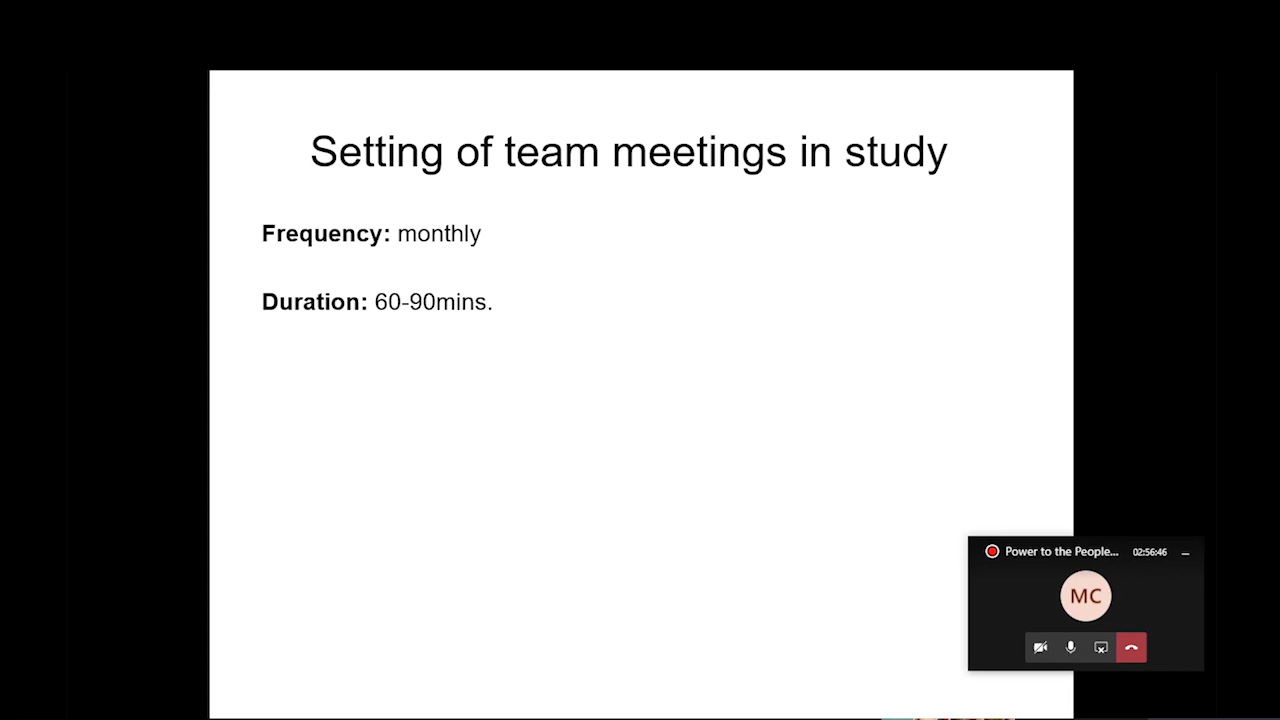 Setting of team meetings in study
Frequency: monthly
Duration: 60-90mins.
Power to the People... 02:56:46
MC